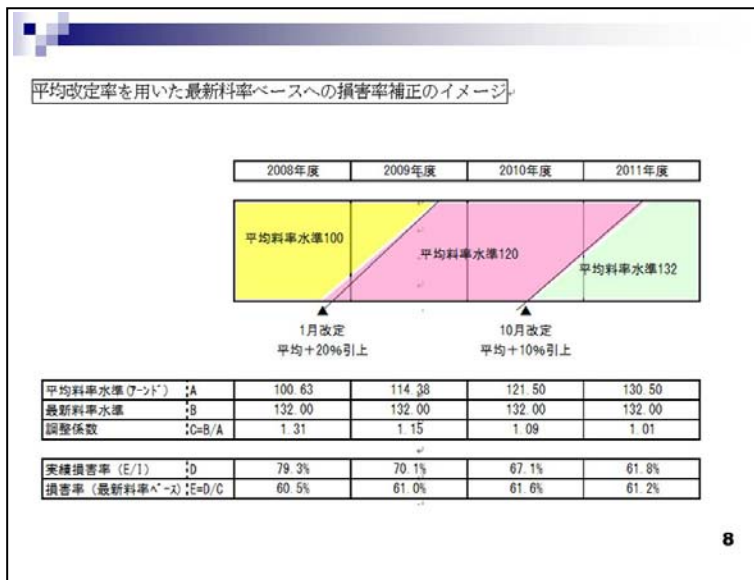 平均改定率を用いた最新料率ベースへの損害率補正のイメージ
2008年度 2009年度 2010年度 2011年度
平均料率水準100
平均料率水準120
平均料率水準132
▲ ▲
1月改定 10月改定
平均+20%引上 平均+10%引上
平均料率水準(アーンド) A 100.63 114.38 121.50 130.50
最新料率水準 B 132.00 132.00 132.00 132.00
調整係数 C=B/A 1.31 1.15 1.09 1.01
実績損害率(E/I) D 79.3% 70.1% 67.1% 61.8%
損害率(最新料率ベース) E=D/C 60.5% 61.0% 61.6% 61.2%
8